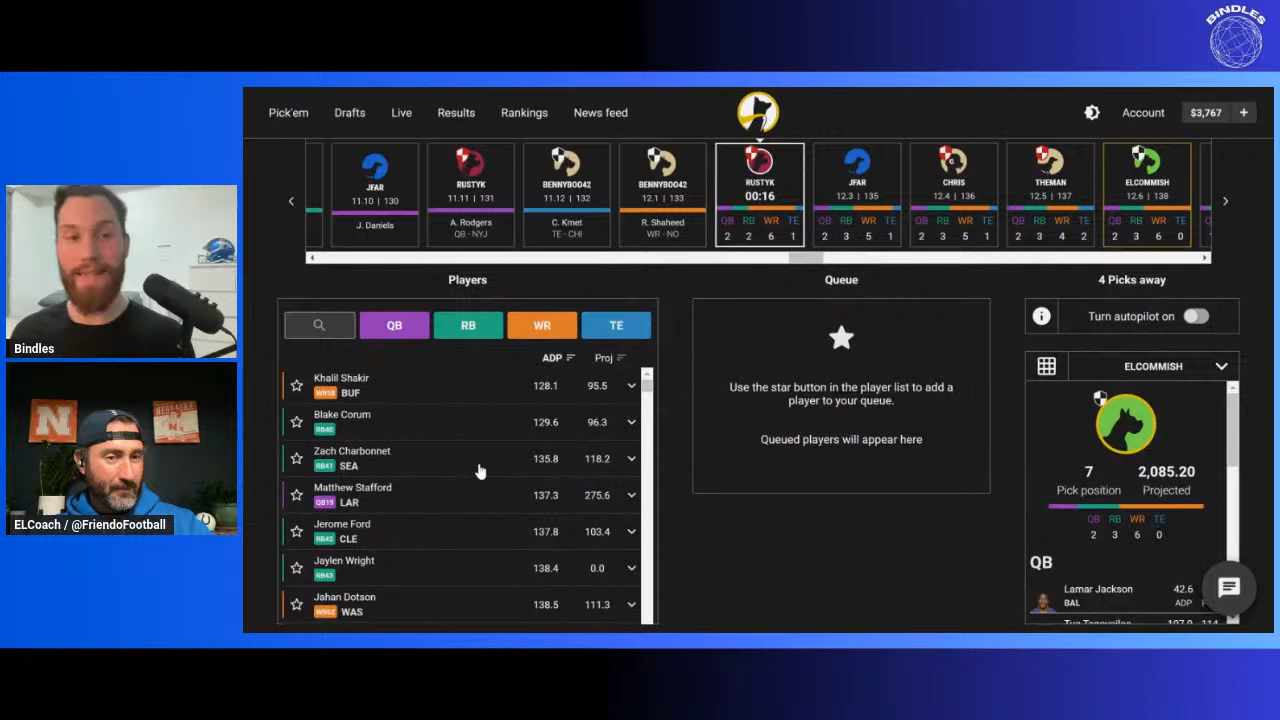 BINDLES
Pick'em Drafts Live Results Rankings News feed Account $3,767 +
JFAR
11.10 | 130
J. Daniels
RUSTYK
11.11 | 131
A. Rodgers
QB - NYJ
BENNYB0042
11.12 | 132
C. Kmet
TE - CHI
BENNYB0042
12.1 | 133
R. Shaheed
WR - NO
RUSTYK
00:16
QB RB WR TE
2 2 6 1
JFAR
12.3 | 135
QB RB WR TE
2 3 5 1
CHRIS
12.4 | 136
QB RB WR TE
2 3 5 1
THEMAN
12.5 | 137
QB RB WR TE
2 3 4 2
ELCOMMISH
12.6 | 138
QB RB WR TE
2 3 6 0
Players
QB RB WR TE
ADP Proj
Khalil Shakir
WR58 BUF
128.1 95.5
Blake Corum
RB40
129.6 96.3
Zach Charbonnet
RB41 SEA
135.8 118.2
Matthew Stafford
QB19 LAR
137.3 275.6
Jerome Ford
RB42 CLE
137.8 103.4
Jaylen Wright
RB43
138.4 0.0
Jahan Dotson
WR62 WAS
138.5 111.3
Queue
Use the star button in the player list to add a
player to your queue.
Queued players will appear here
4 Picks away
Turn autopilot on
ELCOMMISH
7 2,085.20
Pick position Projected
QB RB WR TE
2 3 6 0
QB
Lamar Jackson 42.6
BAL ADP
Bindles
N
NEBRASKA
ELCoach / @FriendoFootball